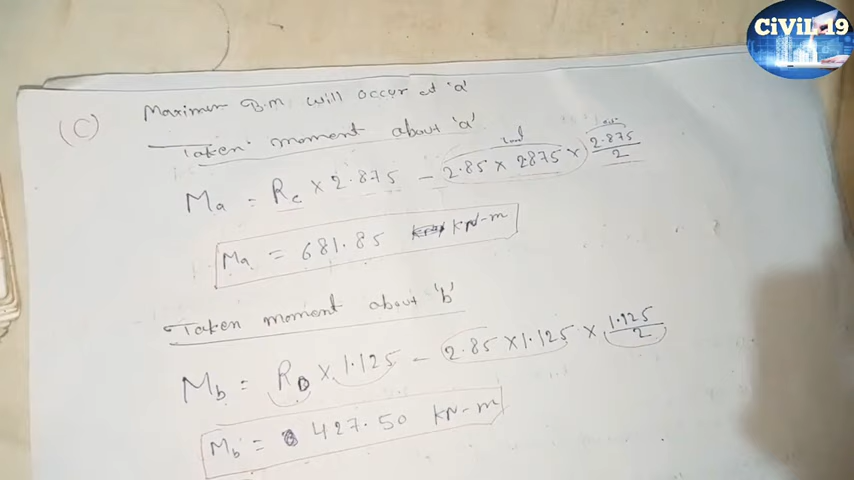 CiViL 19
(C) Maximum B.M. will occur at 'a'
Taken moment about 'a'
load
Ma = Rc × 2.875 - 2.85 × 2875 × 2.875/2
Ma = 681.85 kN-m
Taken moment about 'b'
Mb = RD × 1.125 - 2.85 × 1.125 × 1.125/2
Mb = 427.50 kN-m